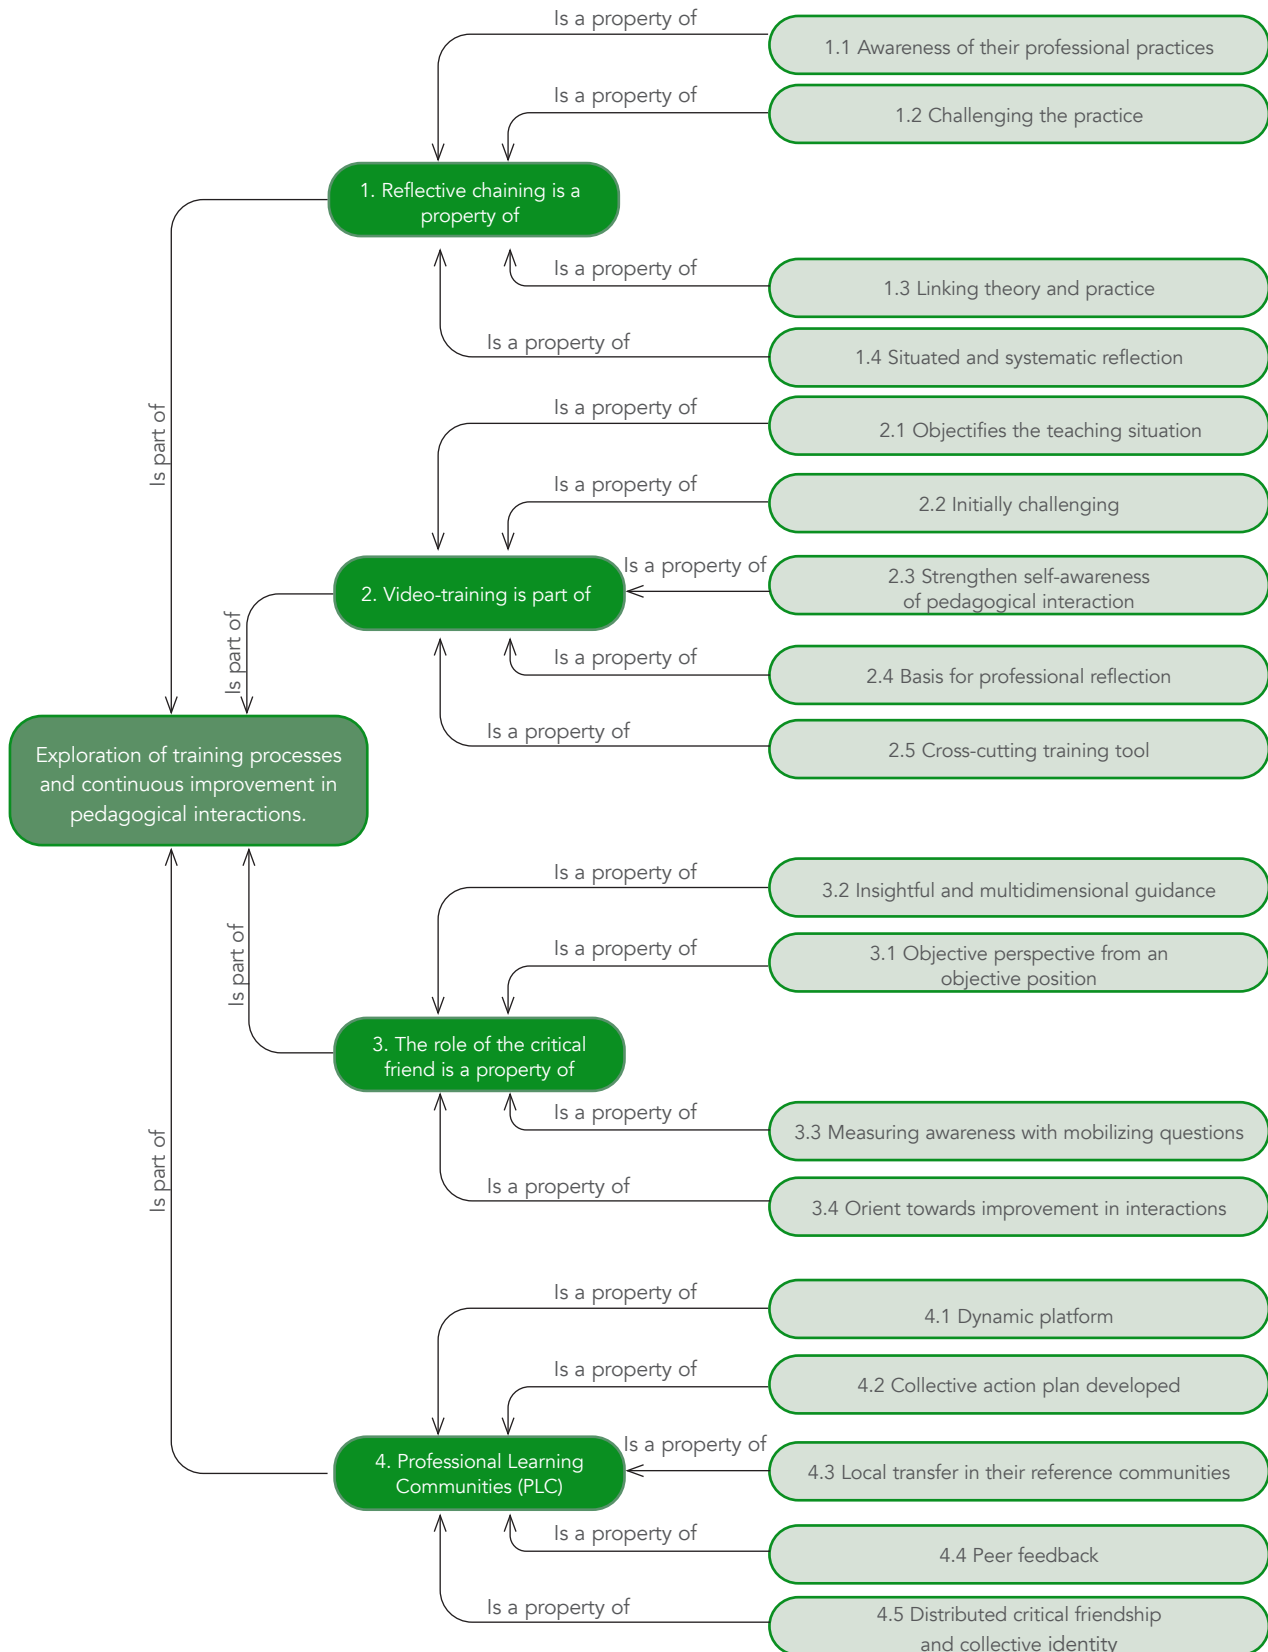 Is a property of
1.1 Awareness of their professional practices
Is a property of
1.2 Challenging the practice
1. Reflective chaining is a
property of
Is a property of
1.3 Linking theory and practice
Is a property of
1.4 Situated and systematic reflection
Is part of
Is a property of
2.1 Objectifies the teaching situation
Is a property of
2.2 Initially challenging
Is a property of
2.3 Strengthen self-awareness
of pedagogical interaction
2. Video-training is part of
Is a property of
2.4 Basis for professional reflection
Is part of
Is a property of
2.5 Cross-cutting training tool
Exploration of training processes
and continuous improvement in
pedagogical interactions.
Is a property of
3.2 Insightful and multidimensional guidance
Is a property of
3.1 Objective perspective from an
objective position
Is part of
3. The role of the critical
friend is a property of
Is a property of
3.3 Measuring awareness with mobilizing questions
Is part of
Is a property of
3.4 Orient towards improvement in interactions
Is a property of
4.1 Dynamic platform
Is a property of
4.2 Collective action plan developed
Is a property of
4.3 Local transfer in their reference communities
4. Professional Learning
Communities (PLC)
Is a property of
4.4 Peer feedback
Is a property of
4.5 Distributed critical friendship
and collective identity